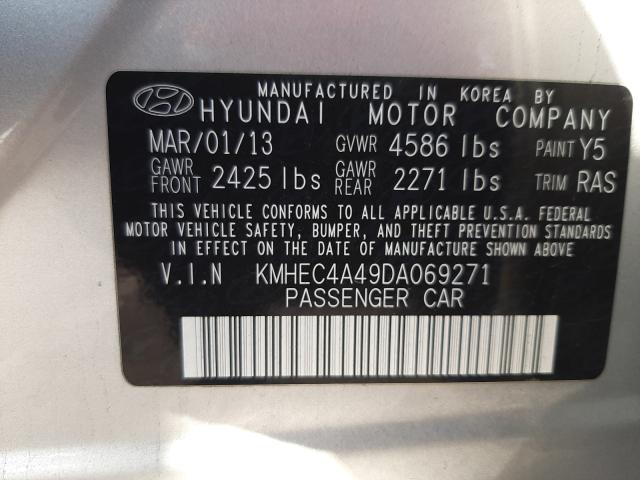 MANUFACTURED IN KOREA BY
HYUNDAI MOTOR COMPANY
MAR/01/13 GVWR 4586 lbs PAINT Y5
GAWR FRONT 2425 lbs GAWR REAR 2271 lbs TRIM RAS
THIS VEHICLE CONFORMS TO ALL APPLICABLE U.S.A. FEDERAL
MOTOR VEHICLE SAFETY, BUMPER, AND THEFT PREVENTION STANDARDS
IN EFFECT ON THE DATE OF MANUFACTURE SHOWN ABOVE
V.I.N KMHEC4A49DA069271
PASSENGER CAR